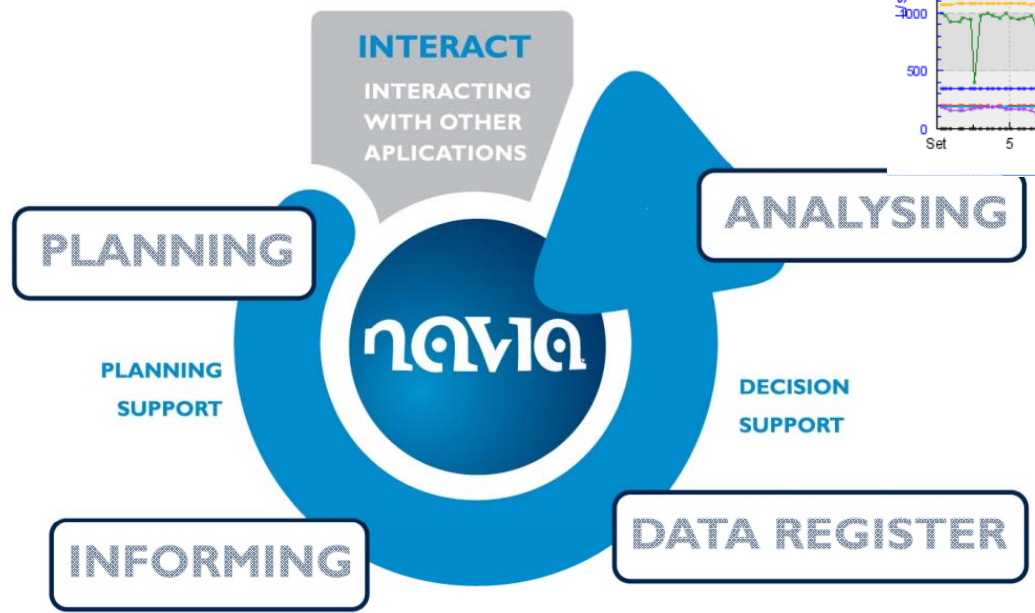 INTERACT
INTERACTING
WITH OTHER
APLICATIONS
1000
500
0
Set 5
PLANNING
ANALYSING
navia
PLANNING
SUPPORT
DECISION
SUPPORT
INFORMING
DATA REGISTER